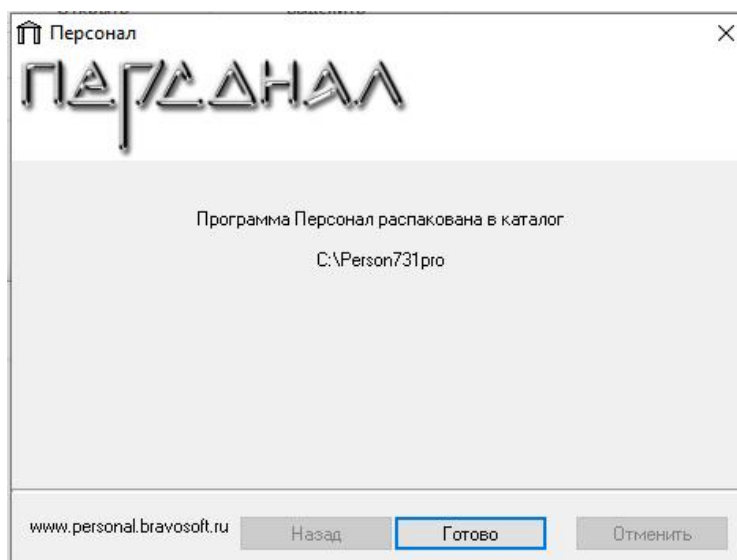 Персонал
ПЕРСОНАЛ
Программа Персонал распакована в каталог
C:\Person731pro
www.personal.bravosoft.ru
Назад
Готово
Отменить